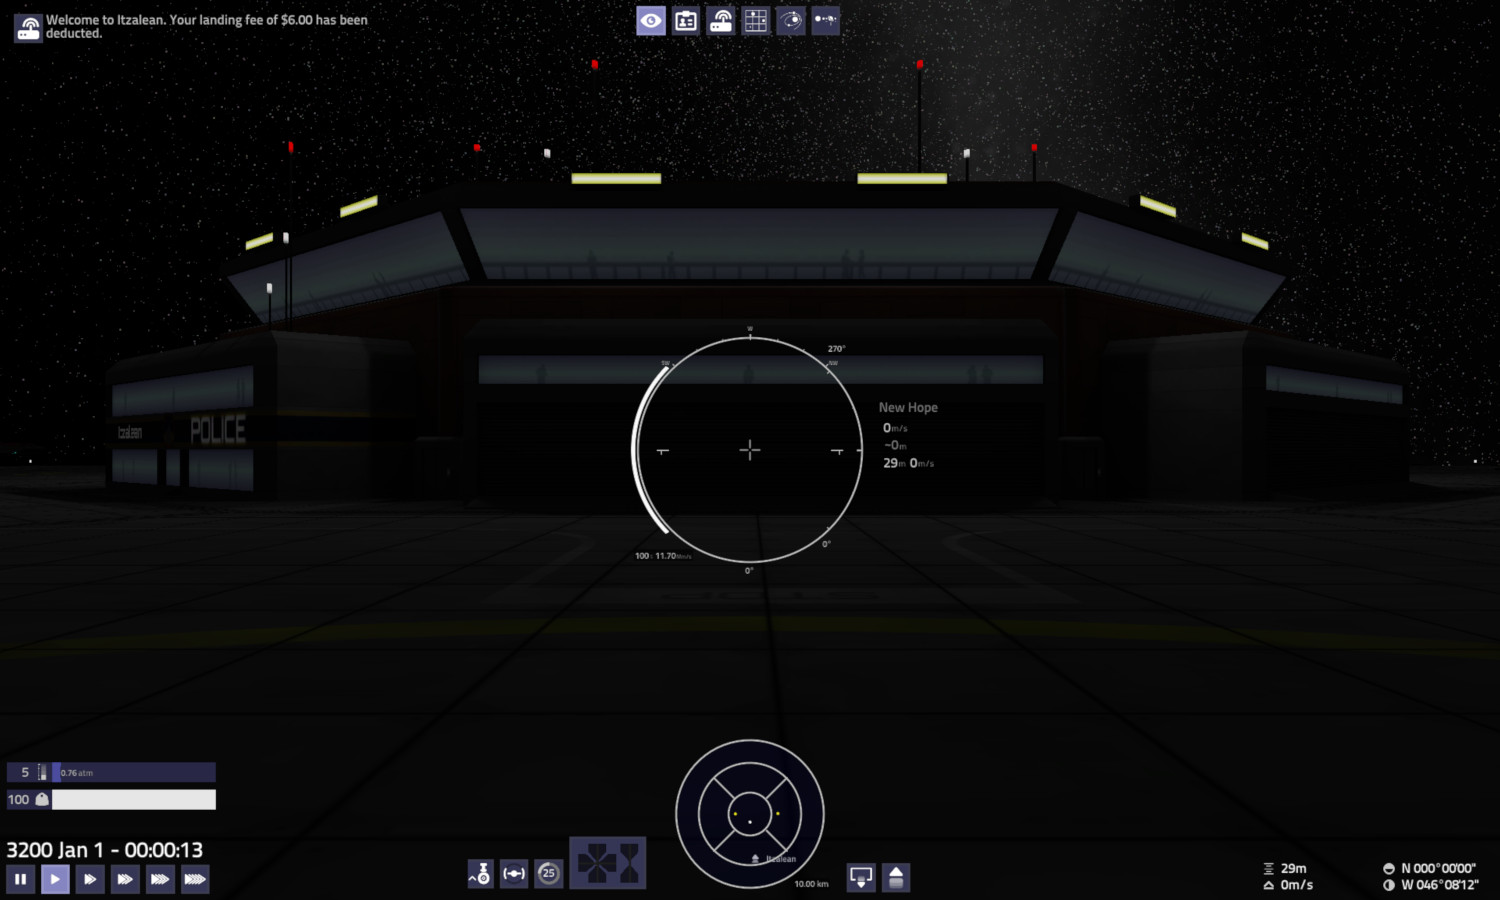 Welcome to Itzalean. Your landing fee of $6.00 has been
deducted.
W
270°
SW
NW
New Hope
0m/s
~0m
29m 0m/s
Itzalean
POLICE
100% 11.70km/s
0°
0°
5 0.76 atm
100
3200 Jan 1 - 00:00:13
25
Itzalean
10.00 km
29m
0m/s
N 000°00'00"
W 046°08'12"